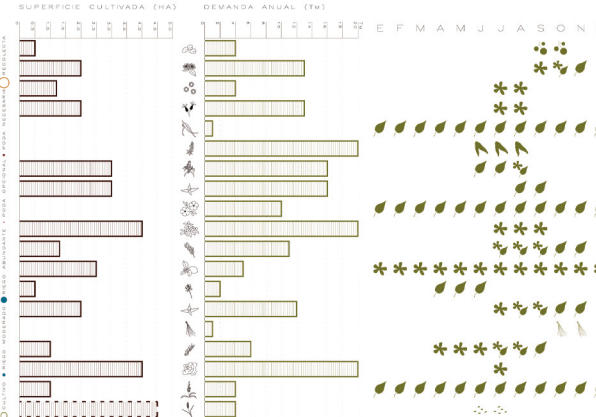 SUPERFICIE CULTIVADA (HA)
DEMANDA ANUAL (TM)
E F M A M J J A S O N
RECOLECTA
PODA NECESARIA
PODA OPCIONAL
RIEGO ABUNDANTE
RIEGO MODERADO
CULTIVO